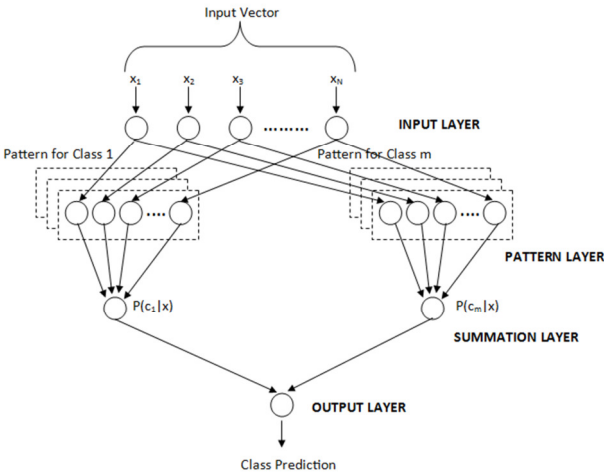 Input Vector
x₁ x₂ x₃ xN
......... INPUT LAYER
Pattern for Class 1 Pattern for Class m
.... ....
PATTERN LAYER
P(c₁|x) P(cm|x)
SUMMATION LAYER
OUTPUT LAYER
Class Prediction